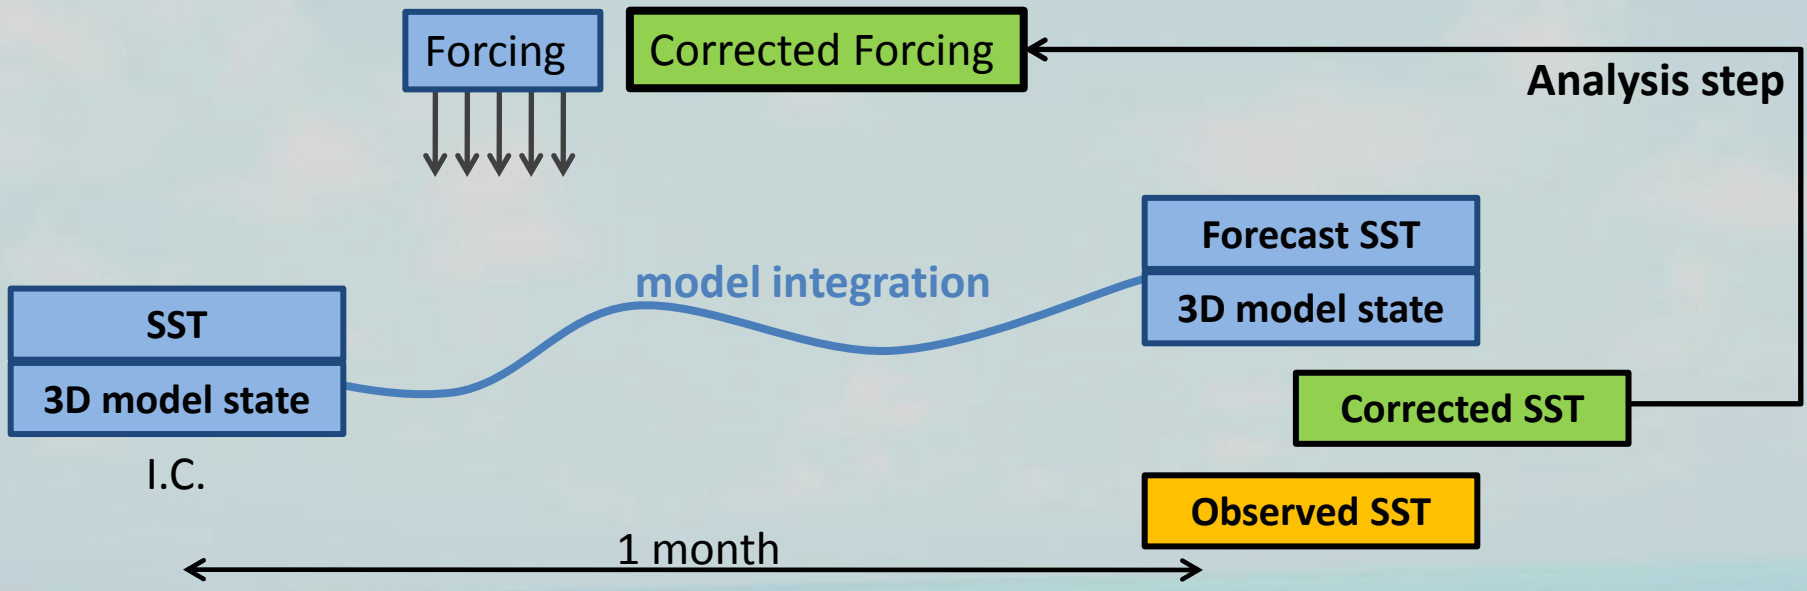 Forcing
Corrected Forcing
Analysis step
Forecast SST
model integration
3D model state
SST
3D model state
Corrected SST
I.C.
Observed SST
1 month